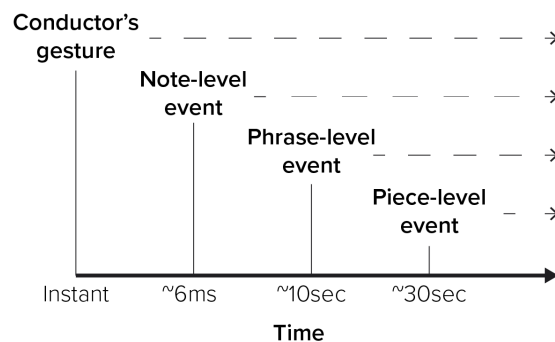 Conductor's
gesture
Note-level
event
Phrase-level
event
Piece-level
event
Instant ~6ms ~10sec ~30sec
Time